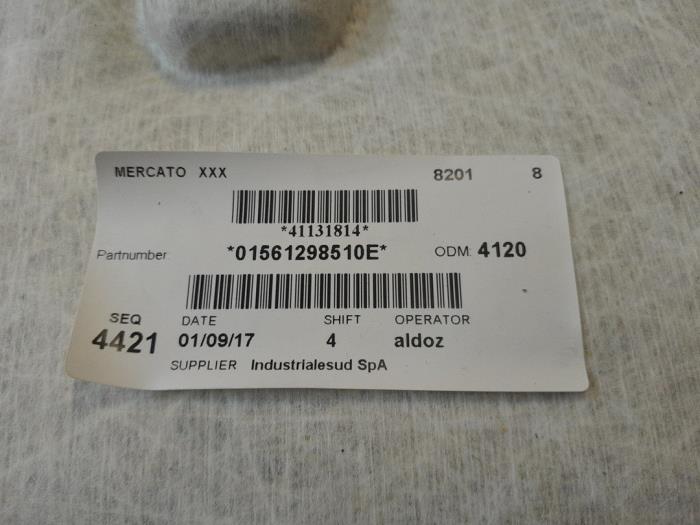 MERCATO XXX 8201 8
*41131814*
Partnumber: *01561298510E* ODM: 4120
SEQ DATE SHIFT OPERATOR
4421 01/09/17 4 aldoz
SUPPLIER Industrialesud SpA